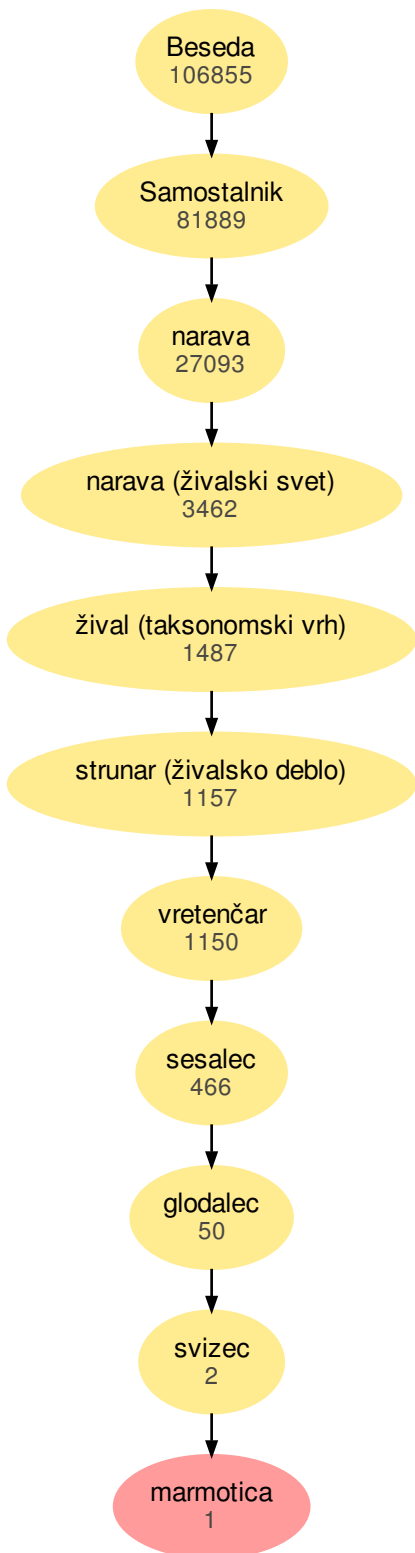 Beseda
106855
Samostalnik
81889
narava
27093
narava (živalski svet)
3462
žival (taksonomski vrh)
1487
strunar (živalsko deblo)
1157
vretenčar
1150
sesalec
466
glodalec
50
svizec
2
marmotica
1